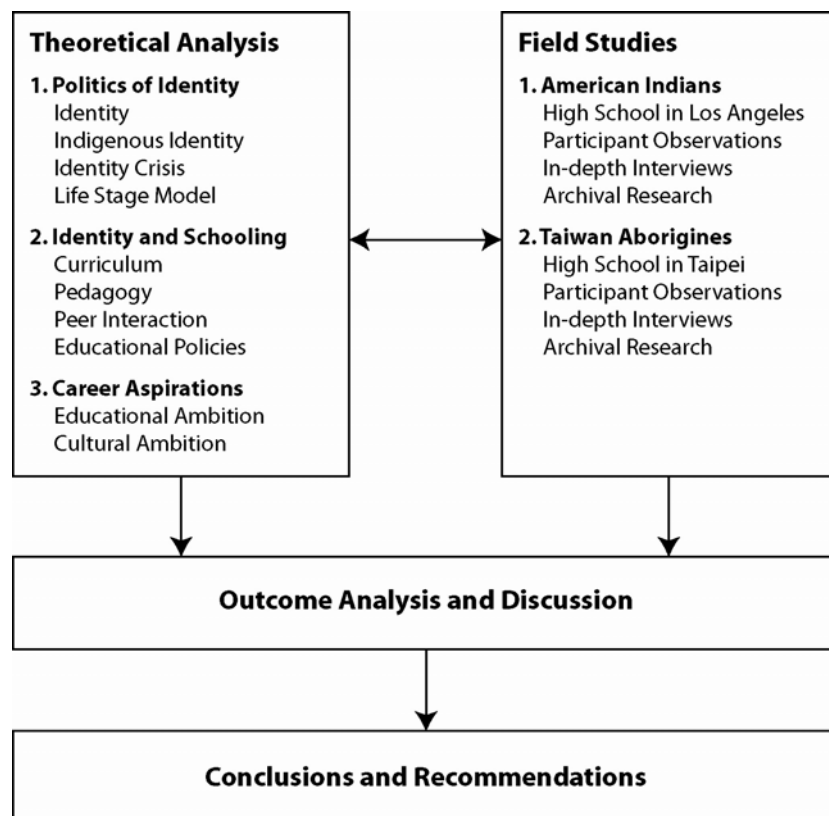 Theoretical Analysis
1. Politics of Identity
Identity
Indigenous Identity
Identity Crisis
Life Stage Model
2. Identity and Schooling
Curriculum
Pedagogy
Peer Interaction
Educational Policies
3. Career Aspirations
Educational Ambition
Cultural Ambition
Field Studies
1. American Indians
High School in Los Angeles
Participant Observations
In-depth Interviews
Archival Research
2. Taiwan Aborigines
High School in Taipei
Participant Observations
In-depth Interviews
Archival Research
Outcome Analysis and Discussion
Conclusions and Recommendations